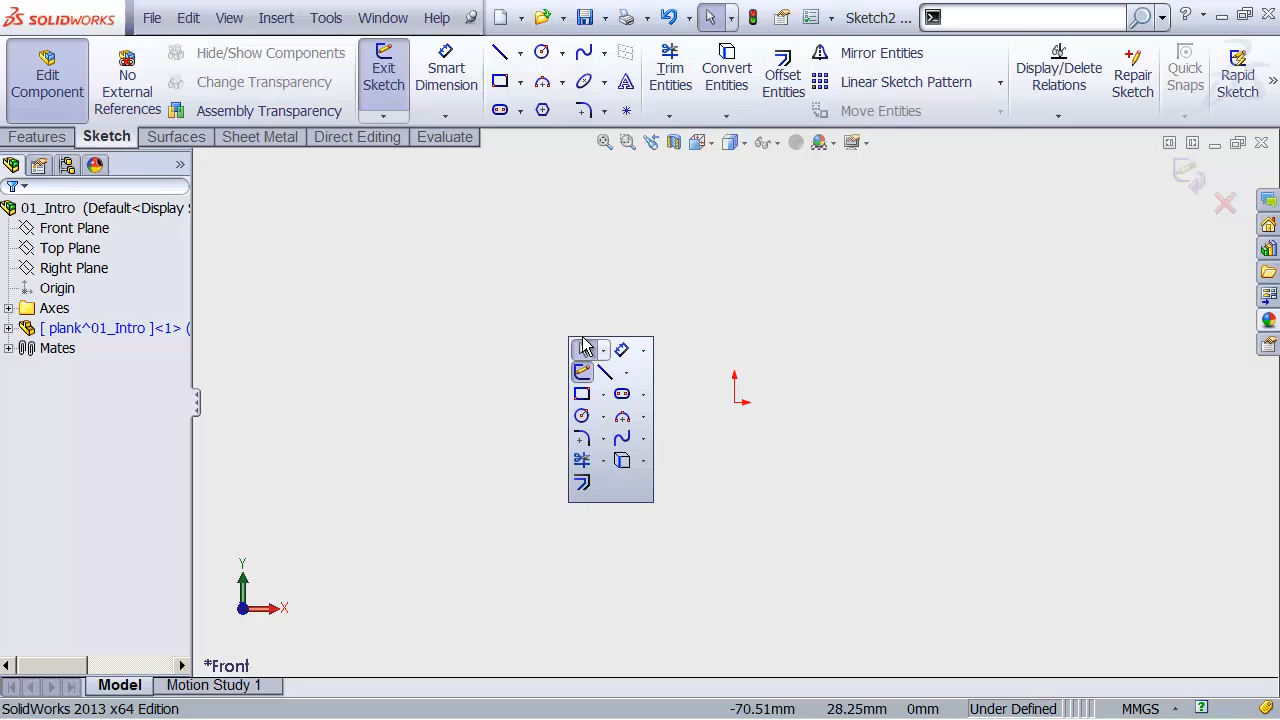 SOLIDWORKS File Edit View Insert Tools Window Help Sketch2 ... ?
Edit Component
No External References
Hide/Show Components
Change Transparency
Assembly Transparency
Exit Sketch
Smart Dimension
Trim Entities
Convert Entities
Offset Entities
Mirror Entities
Linear Sketch Pattern
Move Entities
Display/Delete Relations
Repair Sketch
Quick Snaps
Rapid Sketch
Features Sketch Surfaces Sheet Metal Direct Editing Evaluate
01_Intro (Default<Display
Front Plane
Top Plane
Right Plane
Origin
Axes
[ plank^01_Intro ]<1> (
Mates
Y
X
*Front
Model Motion Study 1
SolidWorks 2013 x64 Edition -70.51mm 28.25mm 0mm Under Defined MMGS ?